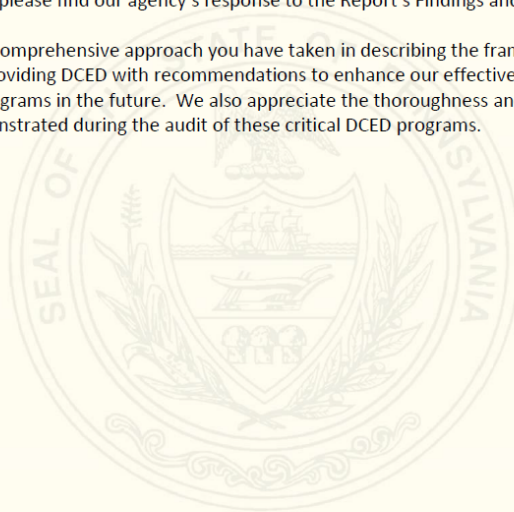 please find our agency's response to the Report's Findings and
omprehensive approach you have taken in describing the fran
oviding DCED with recommendations to enhance our effective
grams in the future.  We also appreciate the thoroughness an
nstrated during the audit of these critical DCED programs.
SEAL OF THE STATE OF PENNSYLVANIA